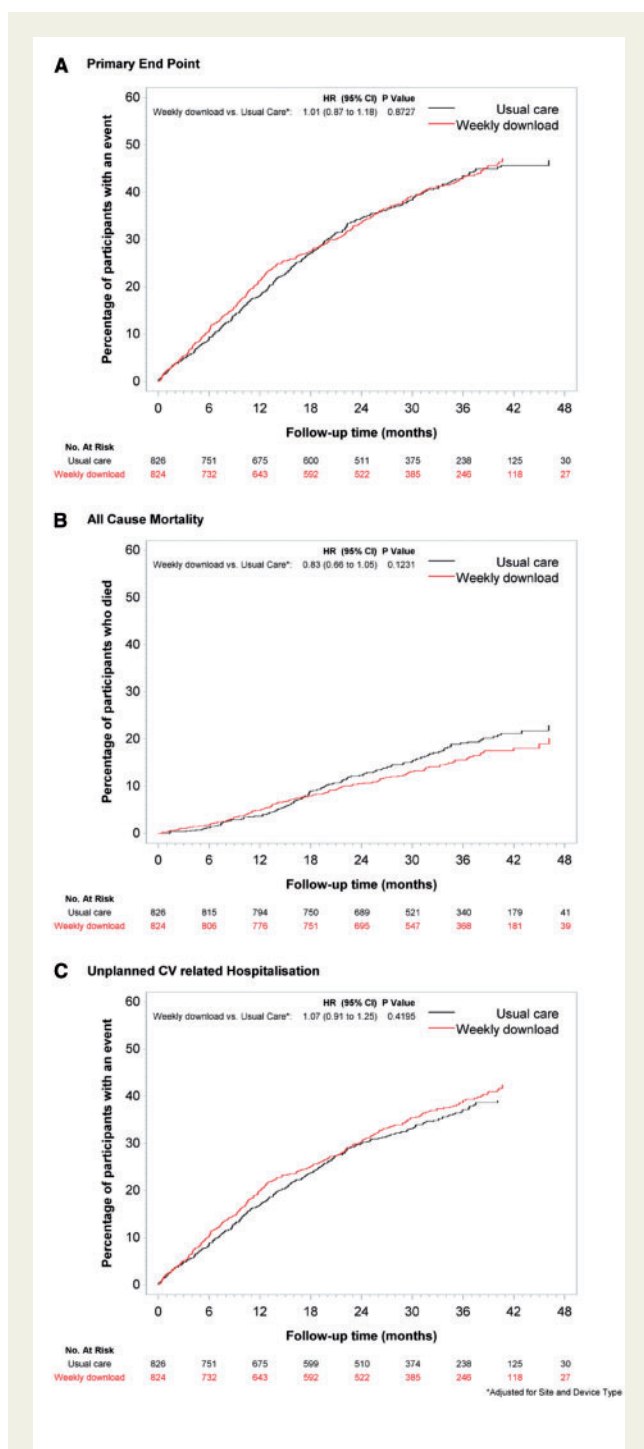 A Primary End Point
HR (95% CI) P Value
Weekly download vs. Usual Care*: 1.01 (0.87 to 1.18) 0.8727
Usual care
Weekly download
Percentage of participants with an event
60
50
40
30
20
10
0
0 6 12 18 24 30 36 42 48
Follow-up time (months)
No. At Risk
Usual care 826 751 675 600 511 375 238 125 30
Weekly download 824 732 643 592 522 385 246 118 27
B All Cause Mortality
HR (95% CI) P Value
Weekly download vs. Usual Care*: 0.83 (0.66 to 1.05) 0.1231
Usual care
Weekly download
Percentage of participants who died
60
50
40
30
20
10
0
0 6 12 18 24 30 36 42 48
Follow-up time (months)
No. At Risk
Usual care 826 815 794 750 689 521 340 179 41
Weekly download 824 806 776 751 695 547 368 181 39
C Unplanned CV related Hospitalisation
HR (95% CI) P Value
Weekly download vs. Usual Care*: 1.07 (0.91 to 1.25) 0.4195
Usual care
Weekly download
Percentage of participants with an event
60
50
40
30
20
10
0
0 6 12 18 24 30 36 42 48
Follow-up time (months)
No. At Risk
Usual care 826 751 675 599 510 374 238 125 30
Weekly download 824 732 643 592 522 385 246 118 27
*Adjusted for Site and Device Type